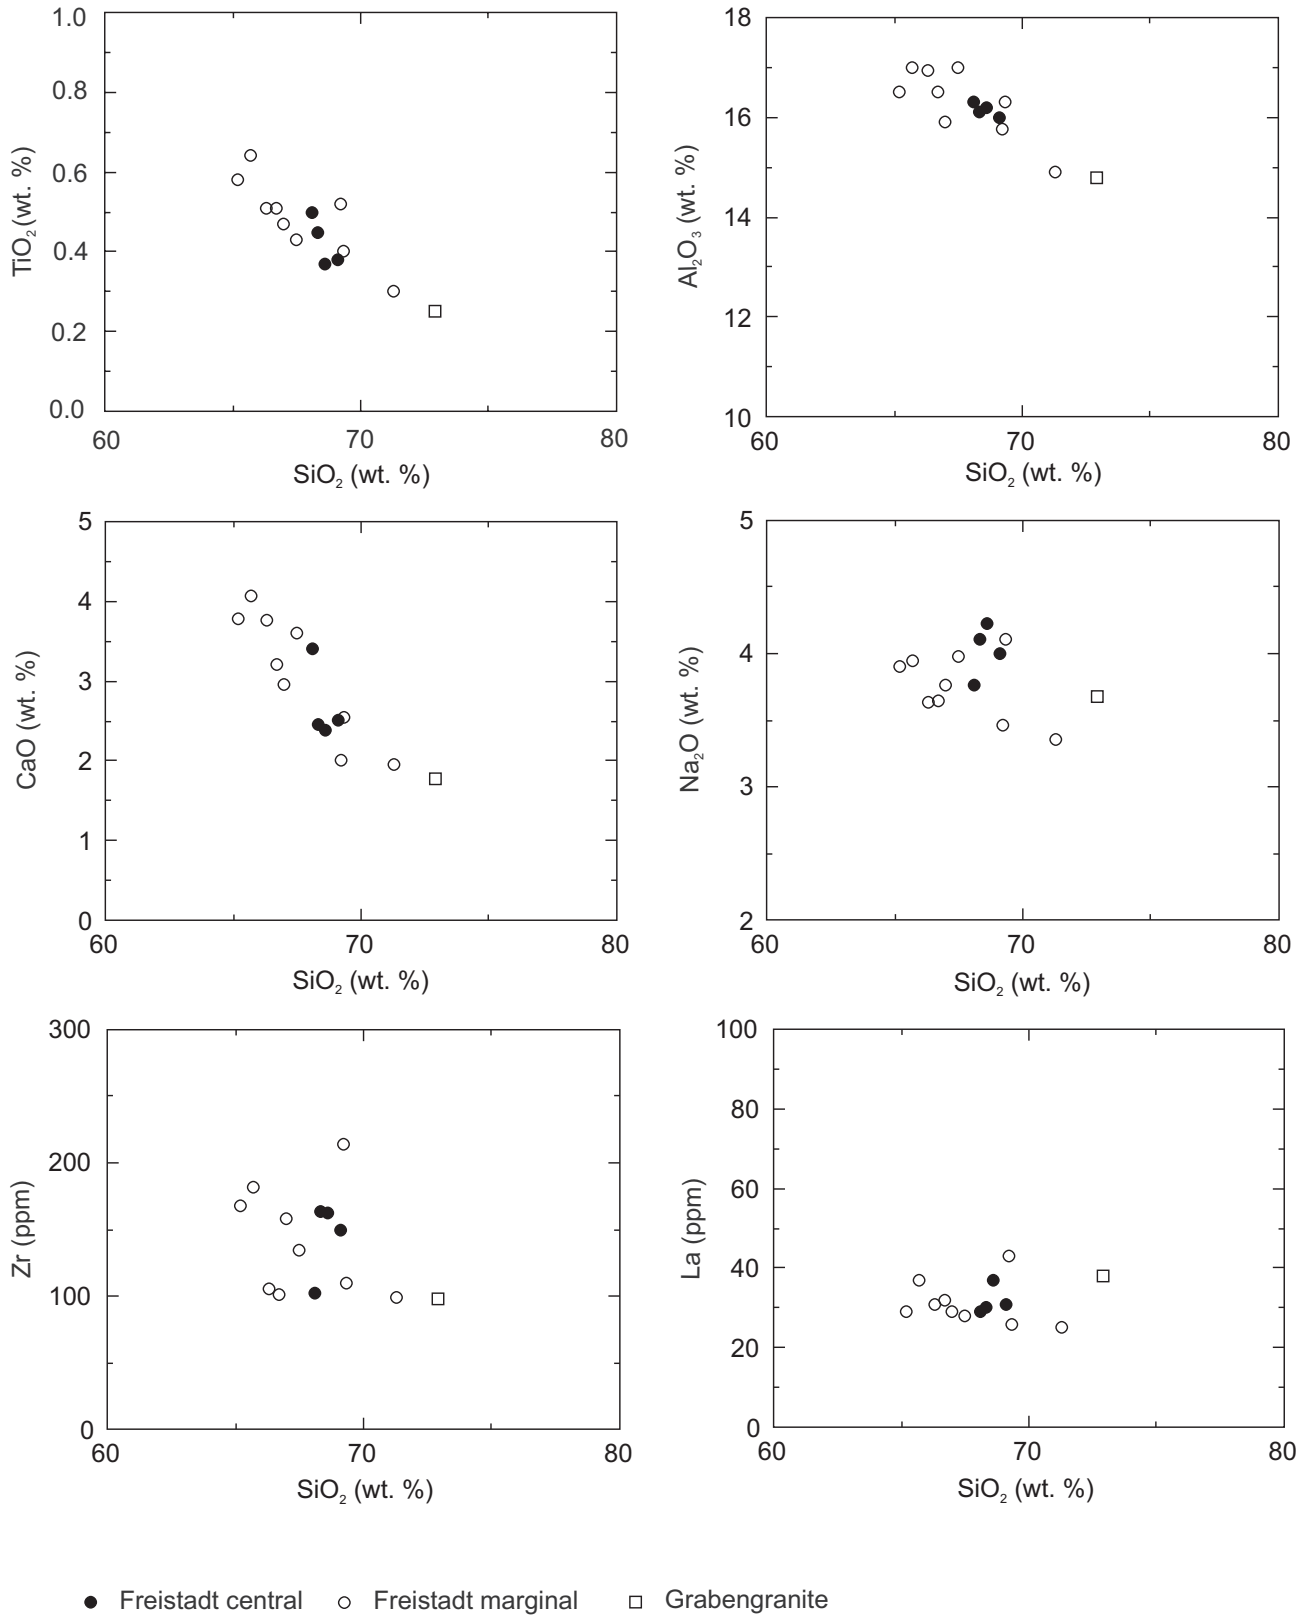 1.0
0.8
0.6
0.4
0.2
0.0
TiO₂ (wt. %)
60 70 80
SiO₂ (wt. %)
18
16
14
12
10
Al₂O₃ (wt. %)
60 70 80
SiO₂ (wt. %)
5
4
3
2
1
0
CaO (wt. %)
60 70 80
SiO₂ (wt. %)
5
4
3
2
Na₂O (wt. %)
60 70 80
SiO₂ (wt. %)
300
200
100
0
Zr (ppm)
60 70 80
SiO₂ (wt. %)
100
80
60
40
20
0
La (ppm)
60 70 80
SiO₂ (wt. %)
Freistadt central Freistadt marginal Grabengranite